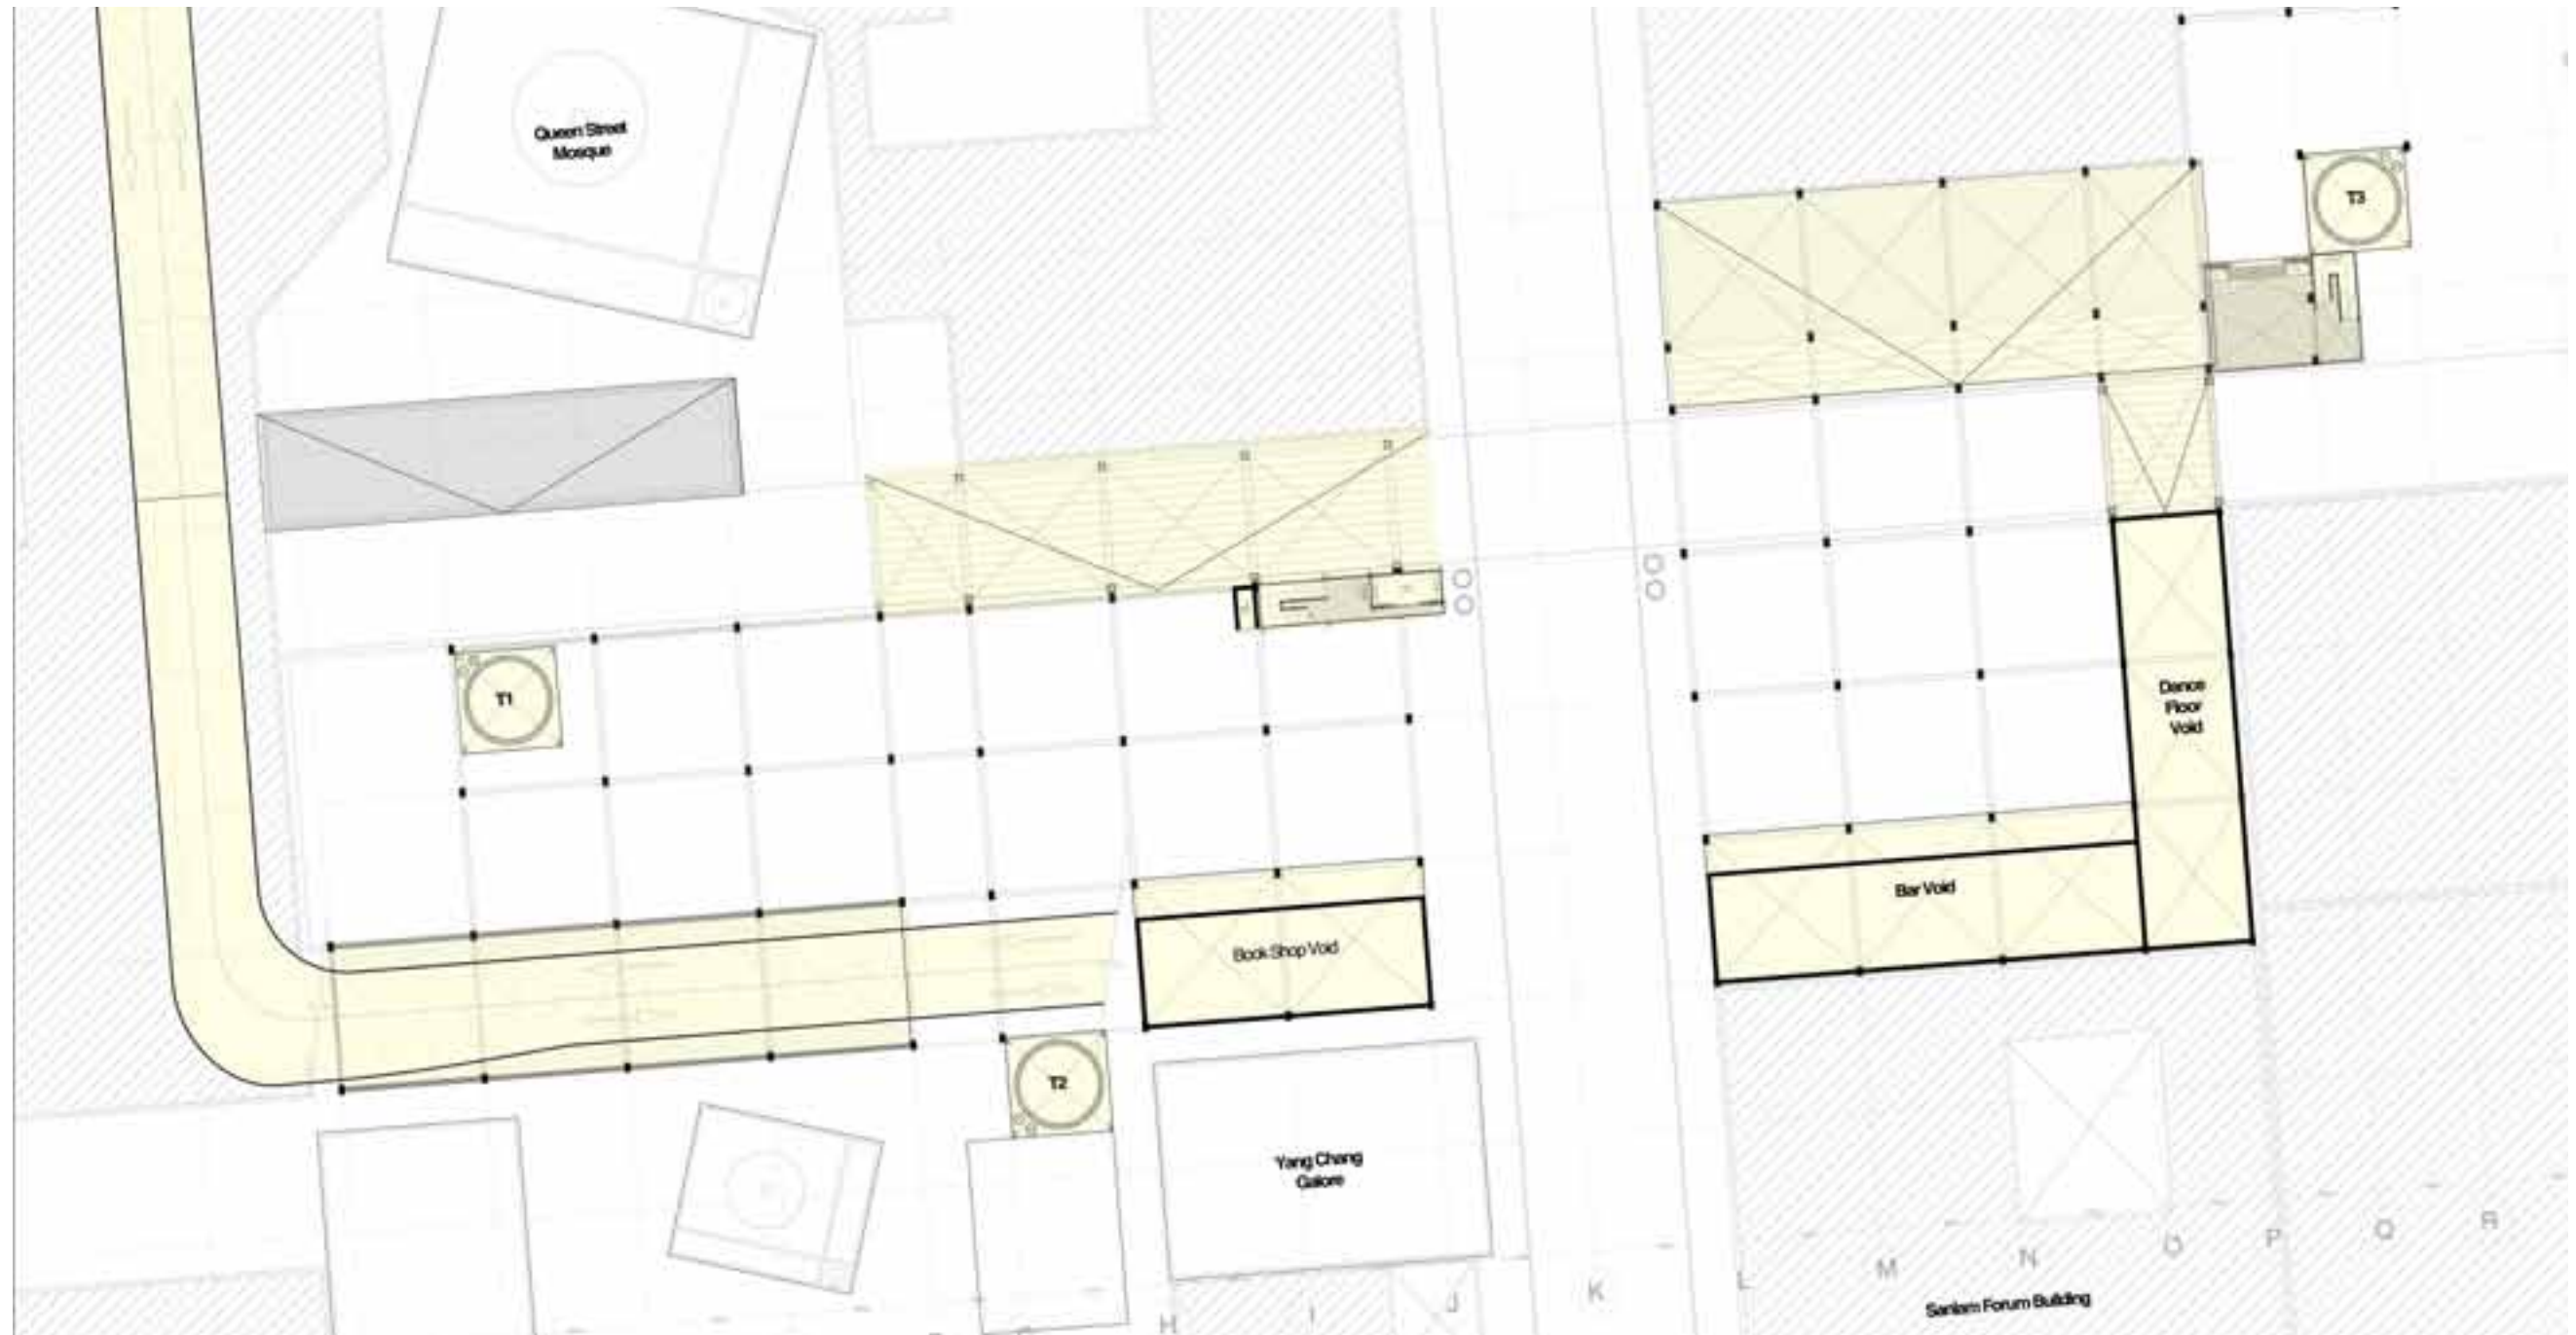 Queen Street
Mosque
T3
T1
Dance
Floor
Void
Bar Void
Book Shop Void
T2
Yang Chang
Galore
H
I
J
K
L
M
N
O
P
Q
R
Sanlam Forum Building